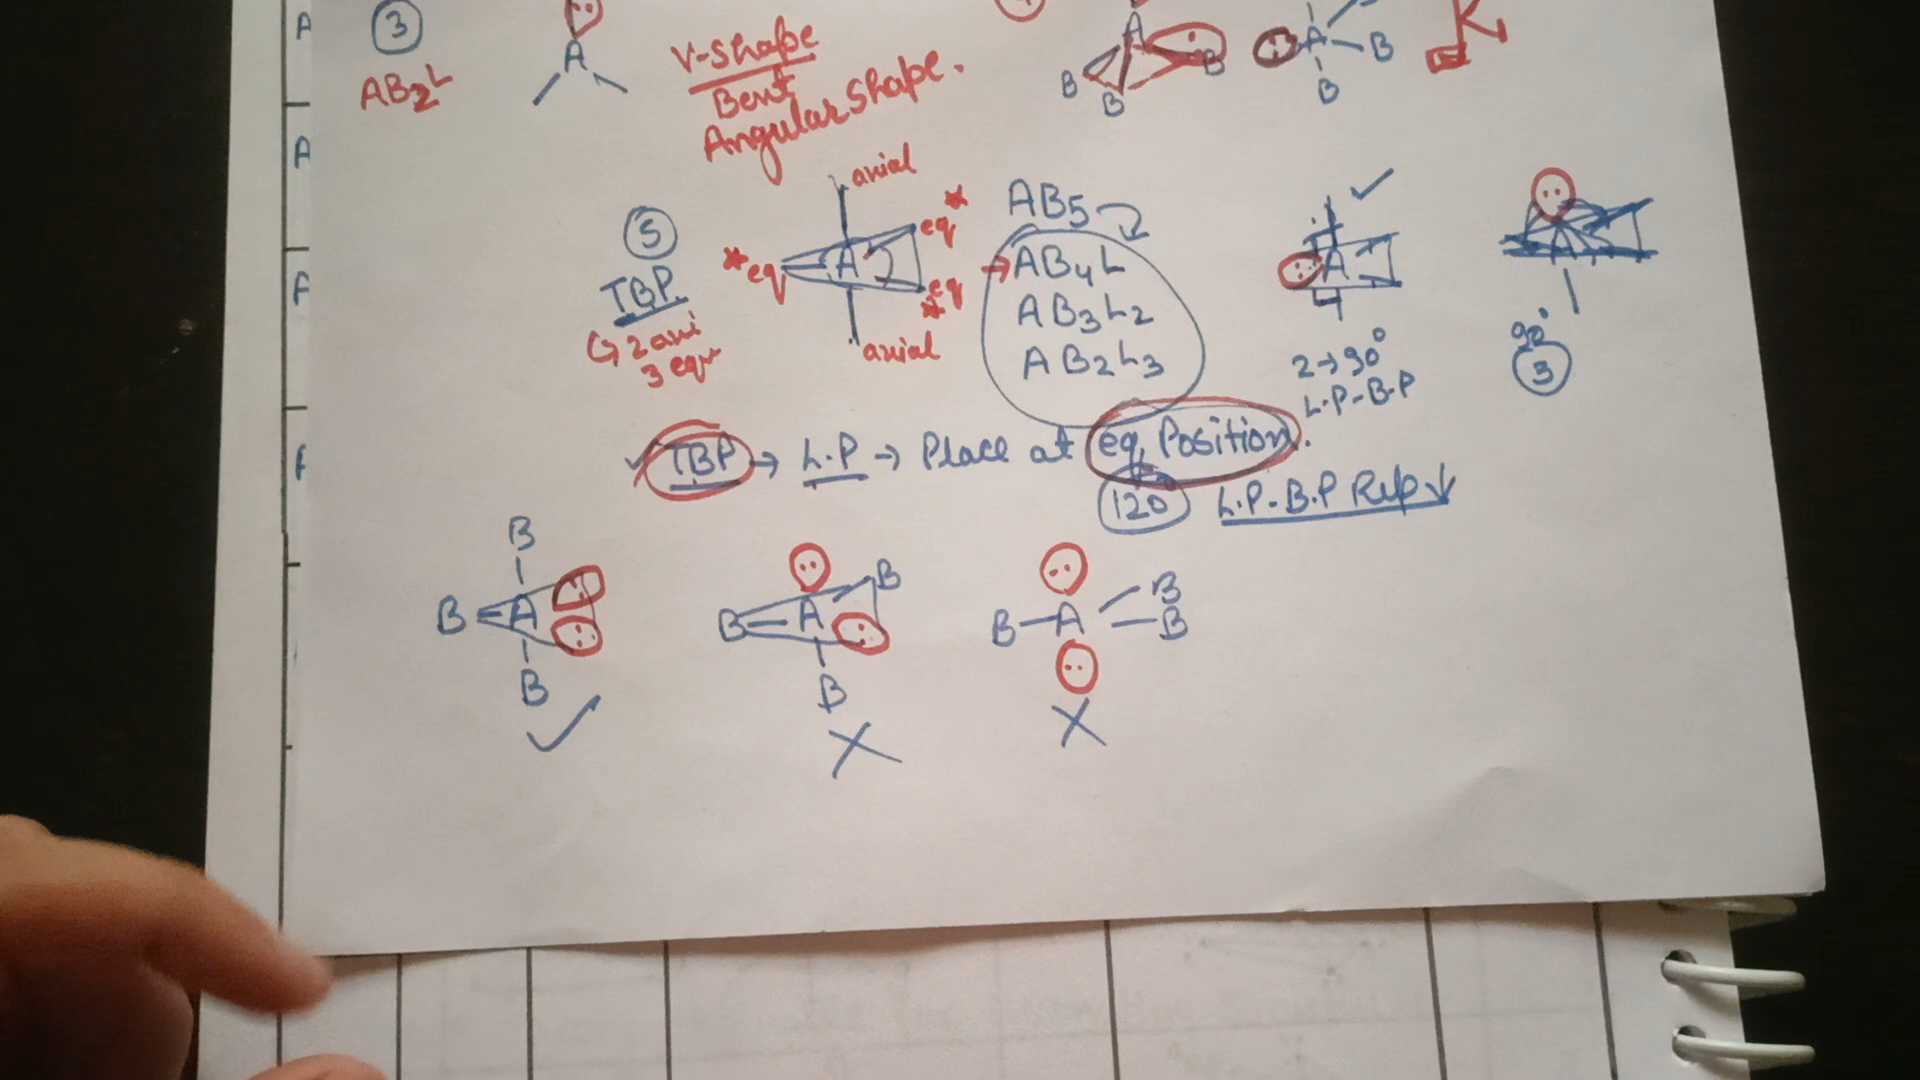 3
AB2L
A
V-Shape
Bent
Angular Shape.
A
B
B
B
A
B
B
A
A
A
A
5
TBP
2 axi
3 eqr
axial
eq
eq
eq
A
axial
AB5
AB4L
AB3L2
AB2L3
A
2→90°
L.P-B.P
90°
3
TBP → L.P → Place at eq. Position.
120 L.P-B.P Rep↓
B
B A
B
B
B A
B
B
B A B